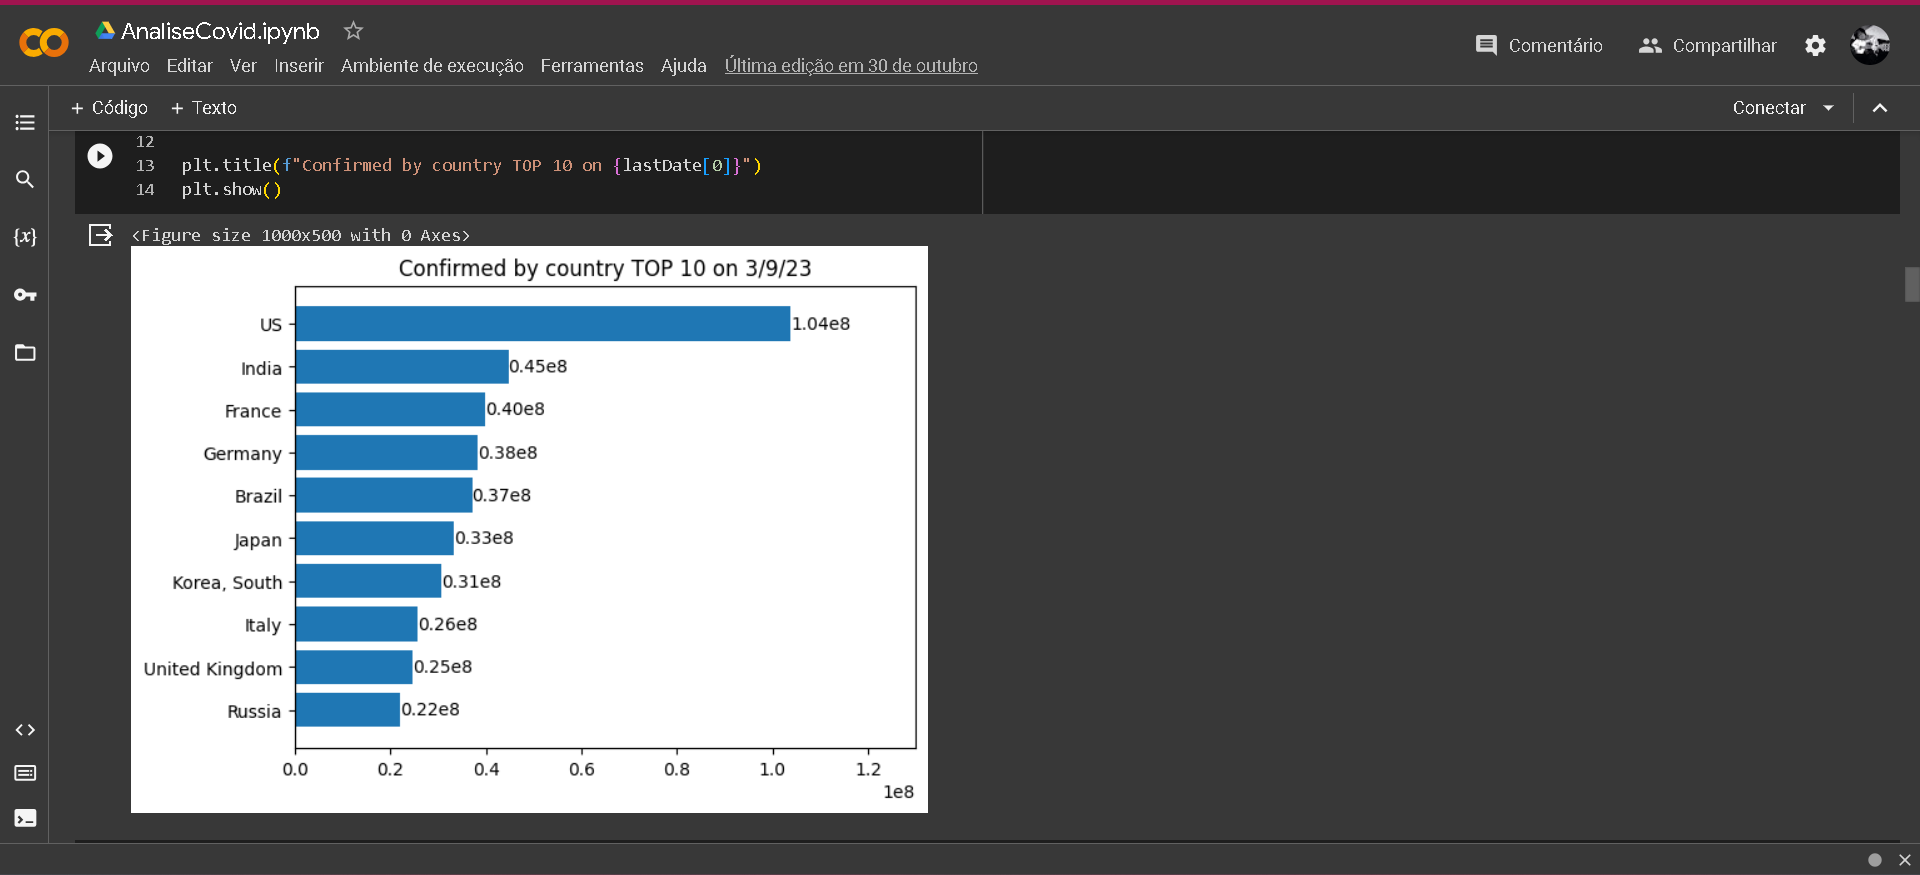 AnaliseCovid.ipynb
Comentário Compartilhar
Arquivo Editar Ver Inserir Ambiente de execução Ferramentas Ajuda Última edição em 30 de outubro
+ Código + Texto
Conectar
12
13 plt.title(f"Confirmed by country TOP 10 on {lastDate[0]}")
14 plt.show()
{x}
<Figure size 1000x500 with 0 Axes>
Confirmed by country TOP 10 on 3/9/23
US 1.04e8
India 0.45e8
France 0.40e8
Germany 0.38e8
Brazil 0.37e8
Japan 0.33e8
Korea, South 0.31e8
Italy 0.26e8
United Kingdom 0.25e8
Russia 0.22e8
0.0 0.2 0.4 0.6 0.8 1.0 1.2
1e8